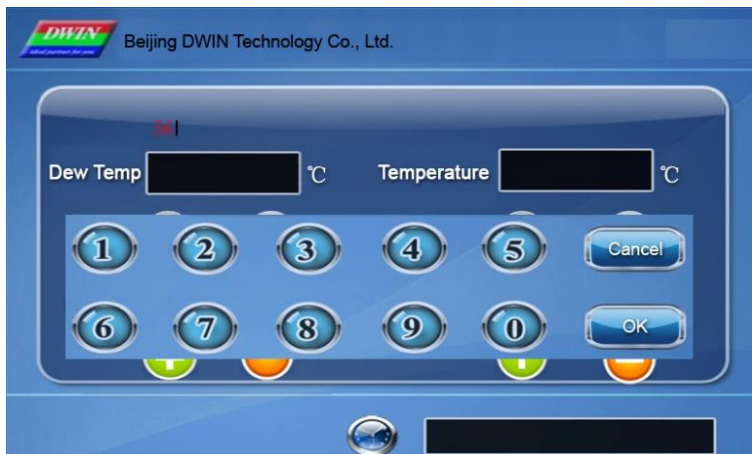 DWIN
Beijing DWIN Technology Co., Ltd.
Dew Temp ℃ Temperature ℃
1 2 3 4 5 Cancel
6 7 8 9 0 OK